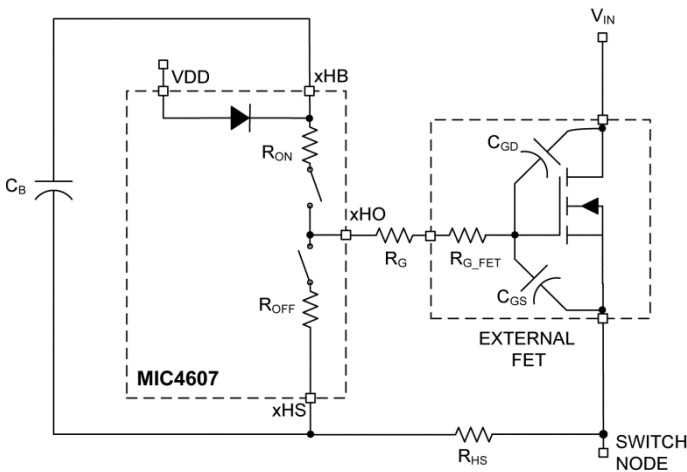 V_IN
VDD
xHB
C_GD
R_ON
C_B
xHO
R_G
R_G_FET
C_GS
R_OFF
EXTERNAL
FET
MIC4607
xHS
R_HS
SWITCH
NODE